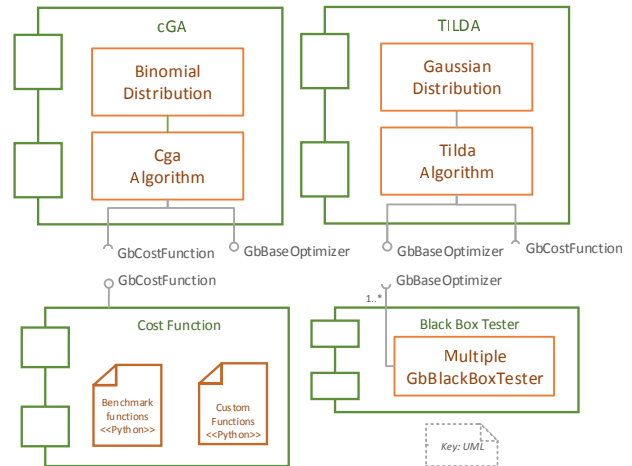 cGA
TILDA
Binomial
Distribution
Gaussian
Distribution
Cga
Algorithm
Tilda
Algorithm
GbCostFunction
GbBaseOptimizer
GbBaseOptimizer
GbCostFunction
GbCostFunction
GbBaseOptimizer
1..*
Cost Function
Black Box Tester
Multiple
GbBlackBoxTester
Benchmark
functions
<<Python>>
Custom
Functions
<<Python>>
Key: UML